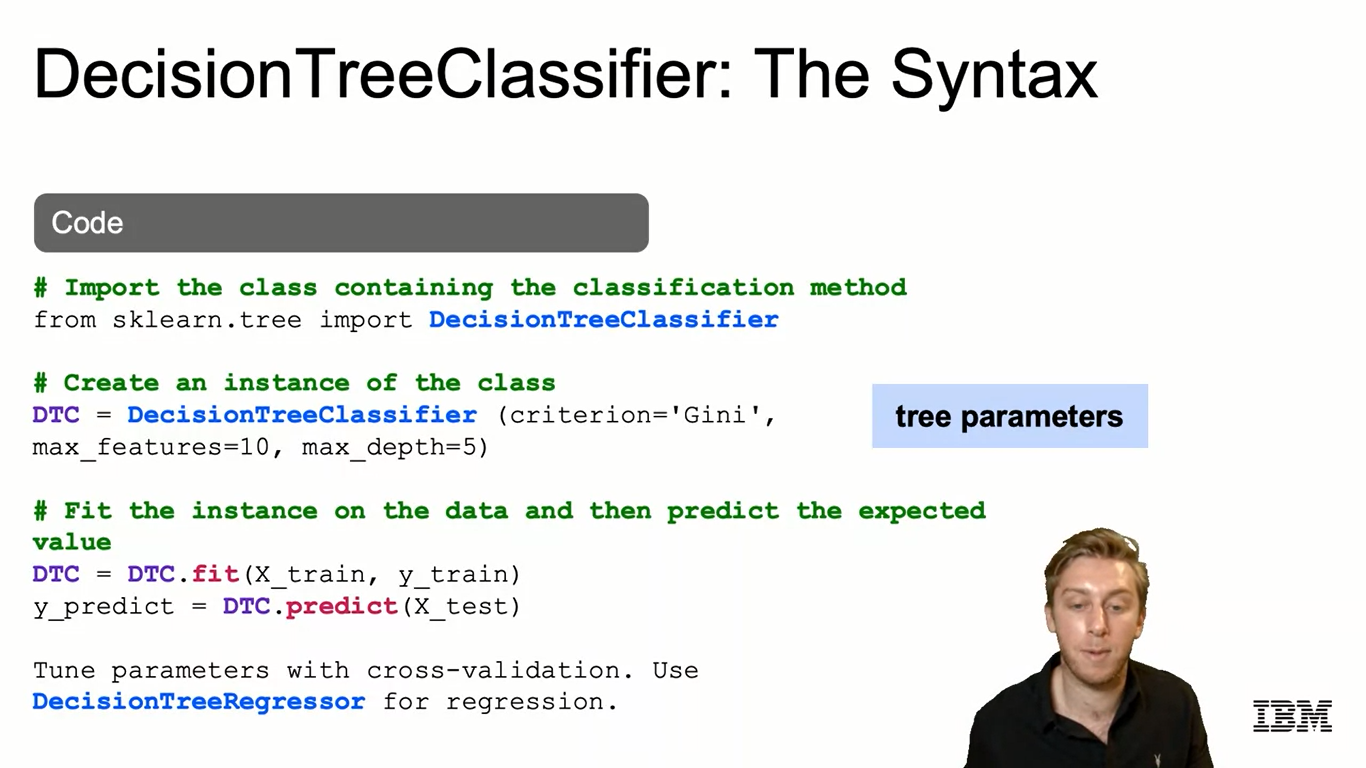 DecisionTreeClassifier: The Syntax
Code
# Import the class containing the classification method
from sklearn.tree import DecisionTreeClassifier
# Create an instance of the class
DTC = DecisionTreeClassifier (criterion='Gini',
max_features=10, max_depth=5)
tree parameters
# Fit the instance on the data and then predict the expected
value
DTC = DTC.fit(X_train, y_train)
y_predict = DTC.predict(X_test)
Tune parameters with cross-validation. Use
DecisionTreeRegressor for regression.
IBM